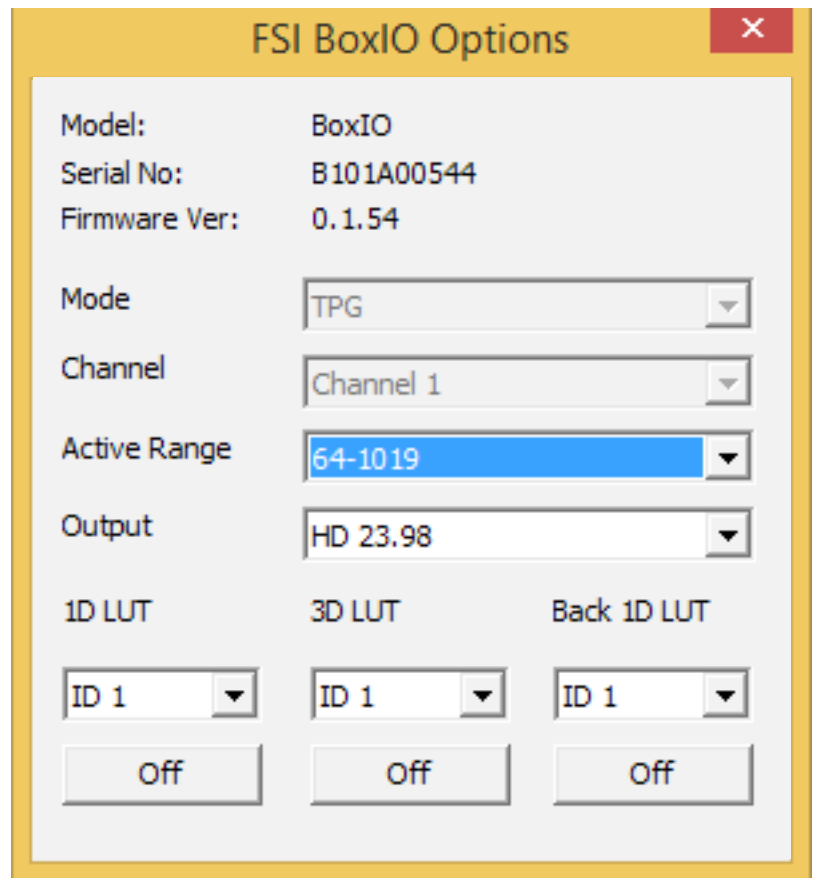 FSI BoxIO Options
Model: BoxIO
Serial No: B101A00544
Firmware Ver: 0.1.54
Mode TPG
Channel Channel 1
Active Range 64-1019
Output HD 23.98
1D LUT 3D LUT Back 1D LUT
ID 1 ID 1 ID 1
Off Off Off